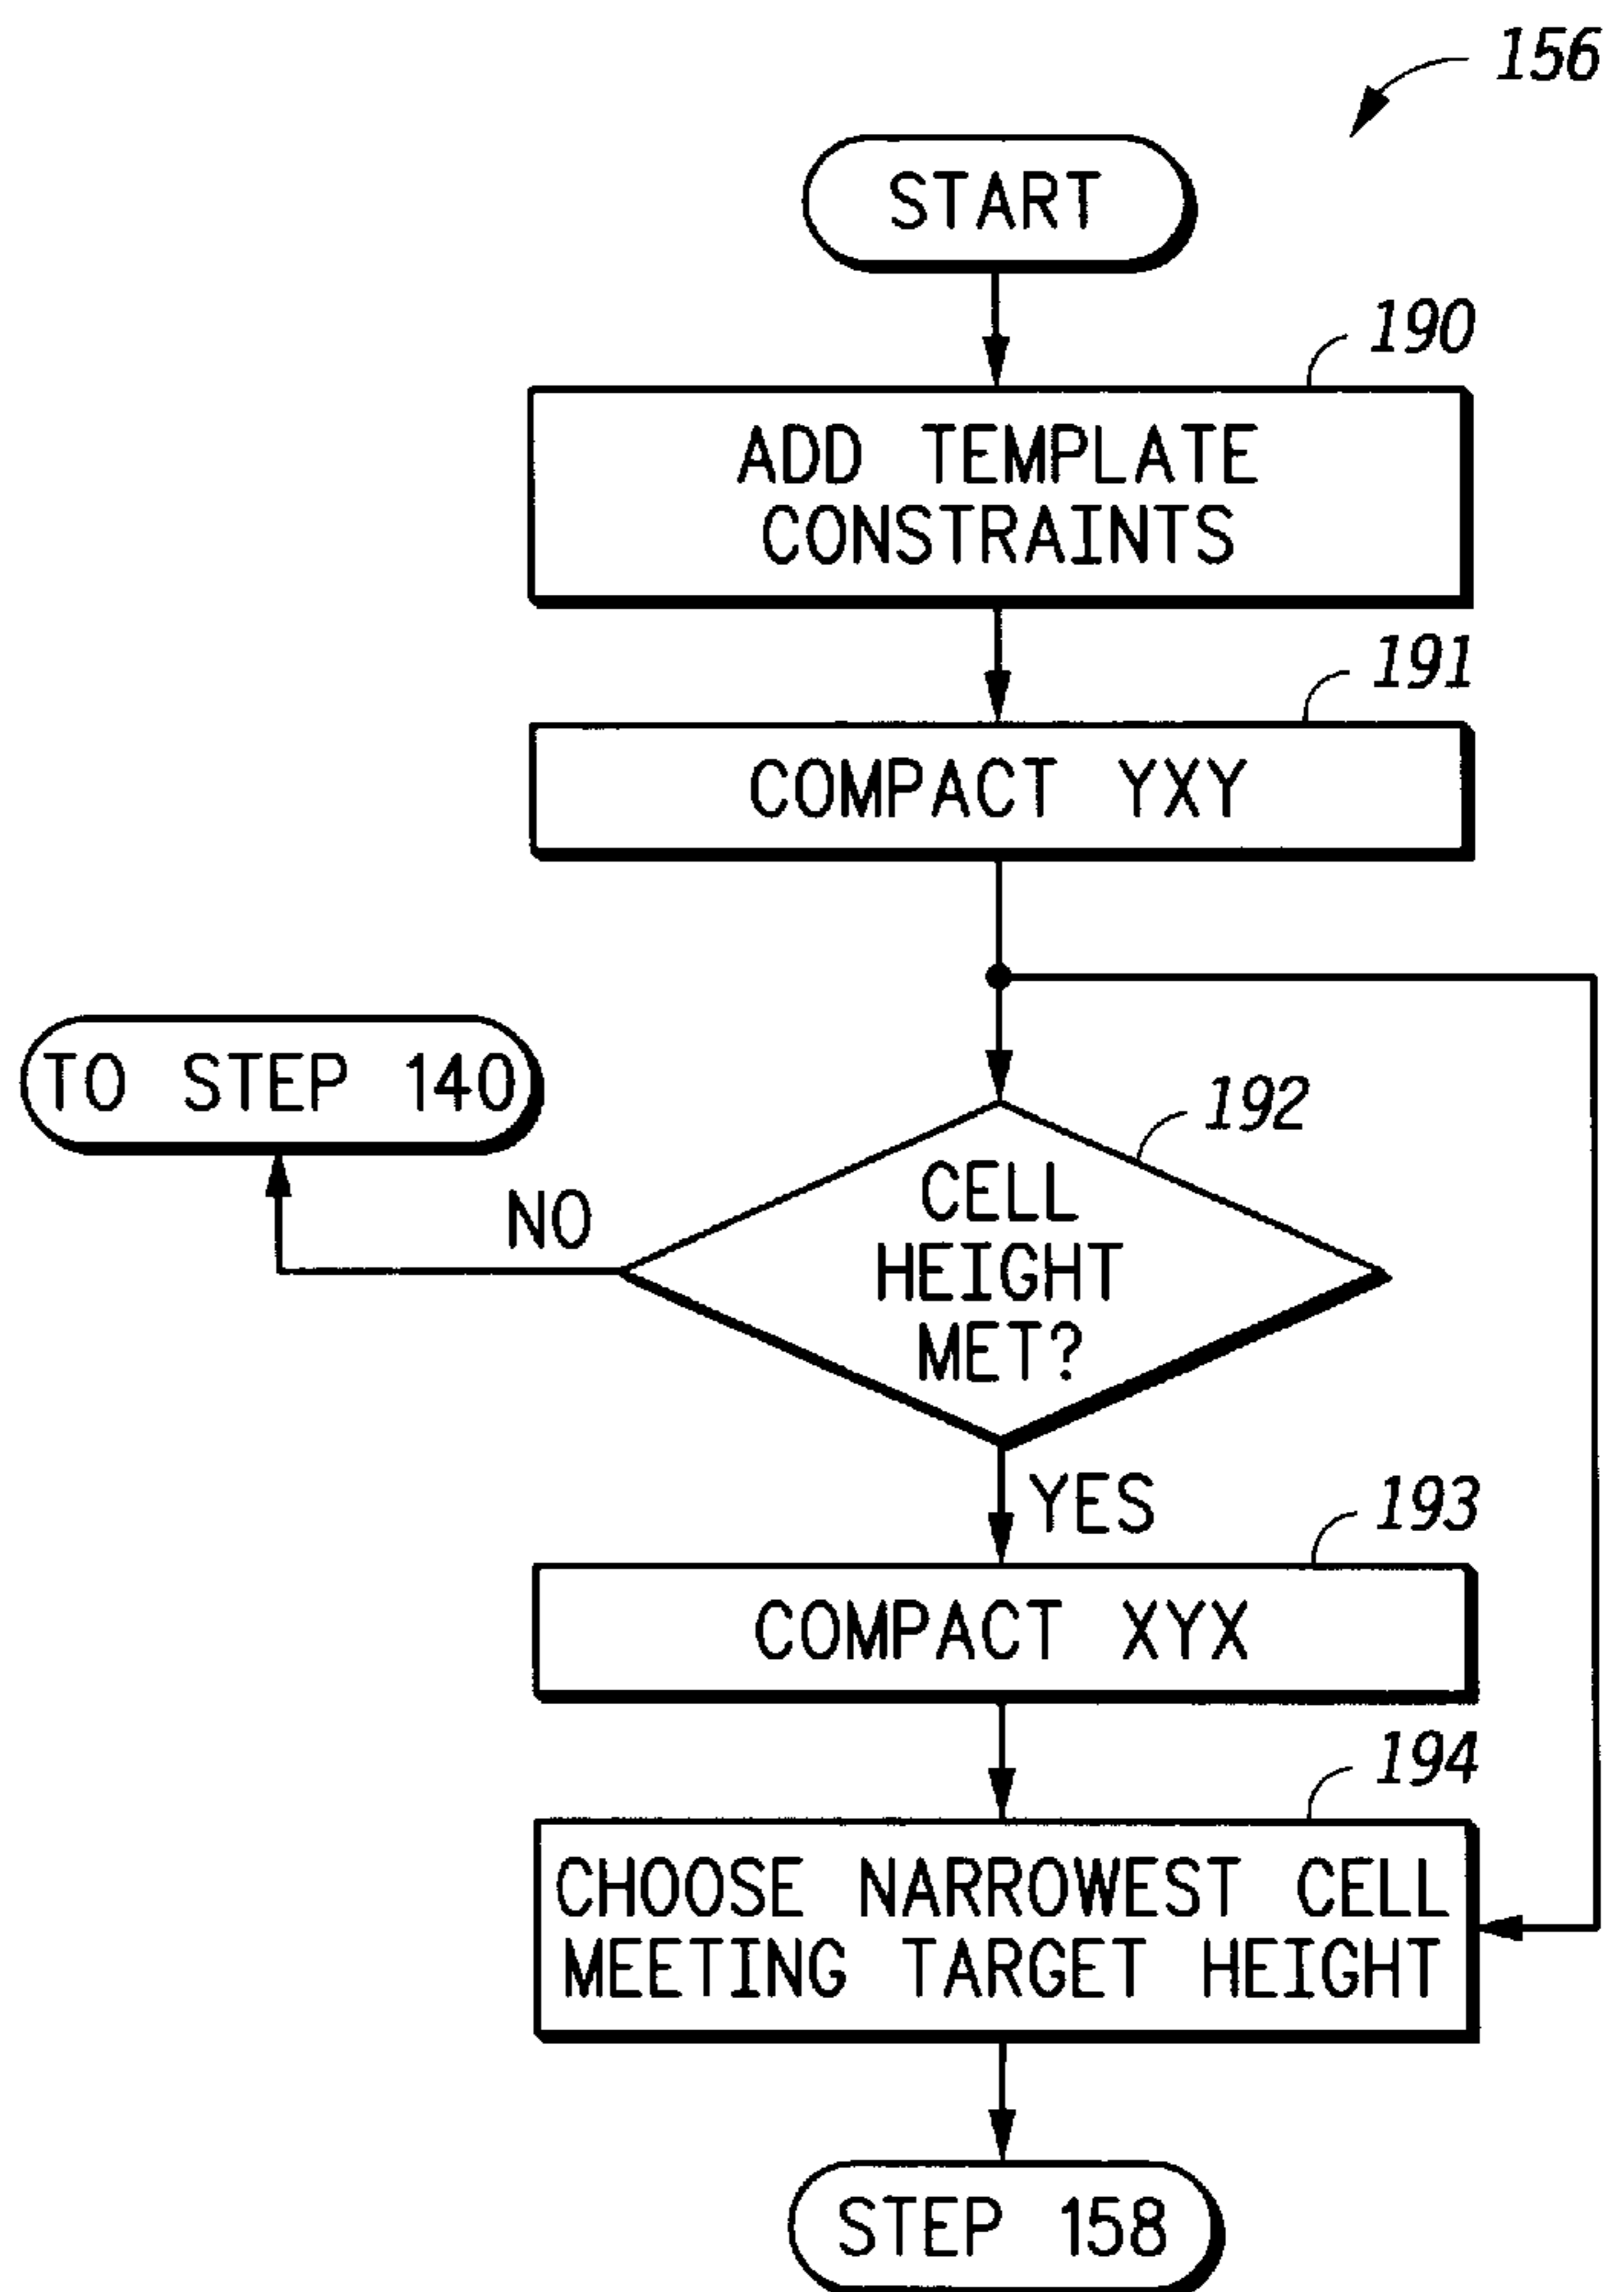 156
START
190
ADD TEMPLATE
CONSTRAINTS
191
COMPACT YXY
TO STEP 140
192
NO
CELL
HEIGHT
MET?
YES
193
COMPACT XYX
194
CHOOSE NARROWEST CELL
MEETING TARGET HEIGHT
STEP 158